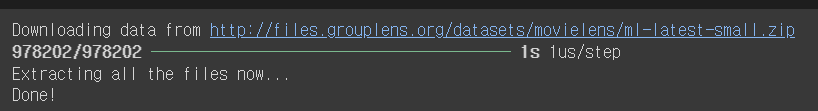 Downloading data from http://files.grouplens.org/datasets/movielens/ml-latest-small.zip
978202/978202 ━━━━━━━━━━━━━━━━━━━━ 1s 1us/step
Extracting all the files now...
Done!